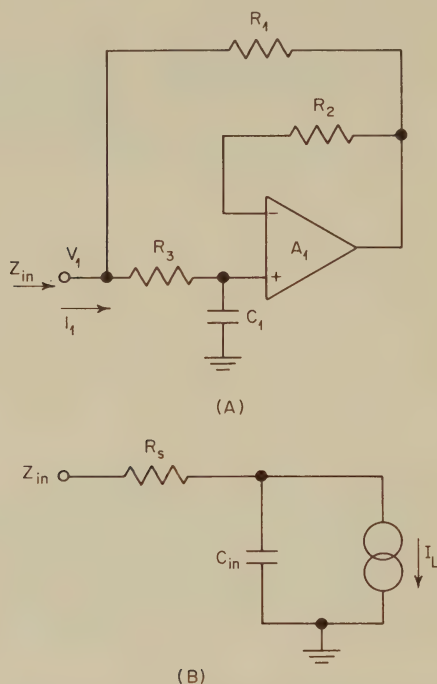 R1
R2
A1
-
+
V1
R3
Zin
I1
C1
(A)
Rs
Zin
Cin
IL
(B)